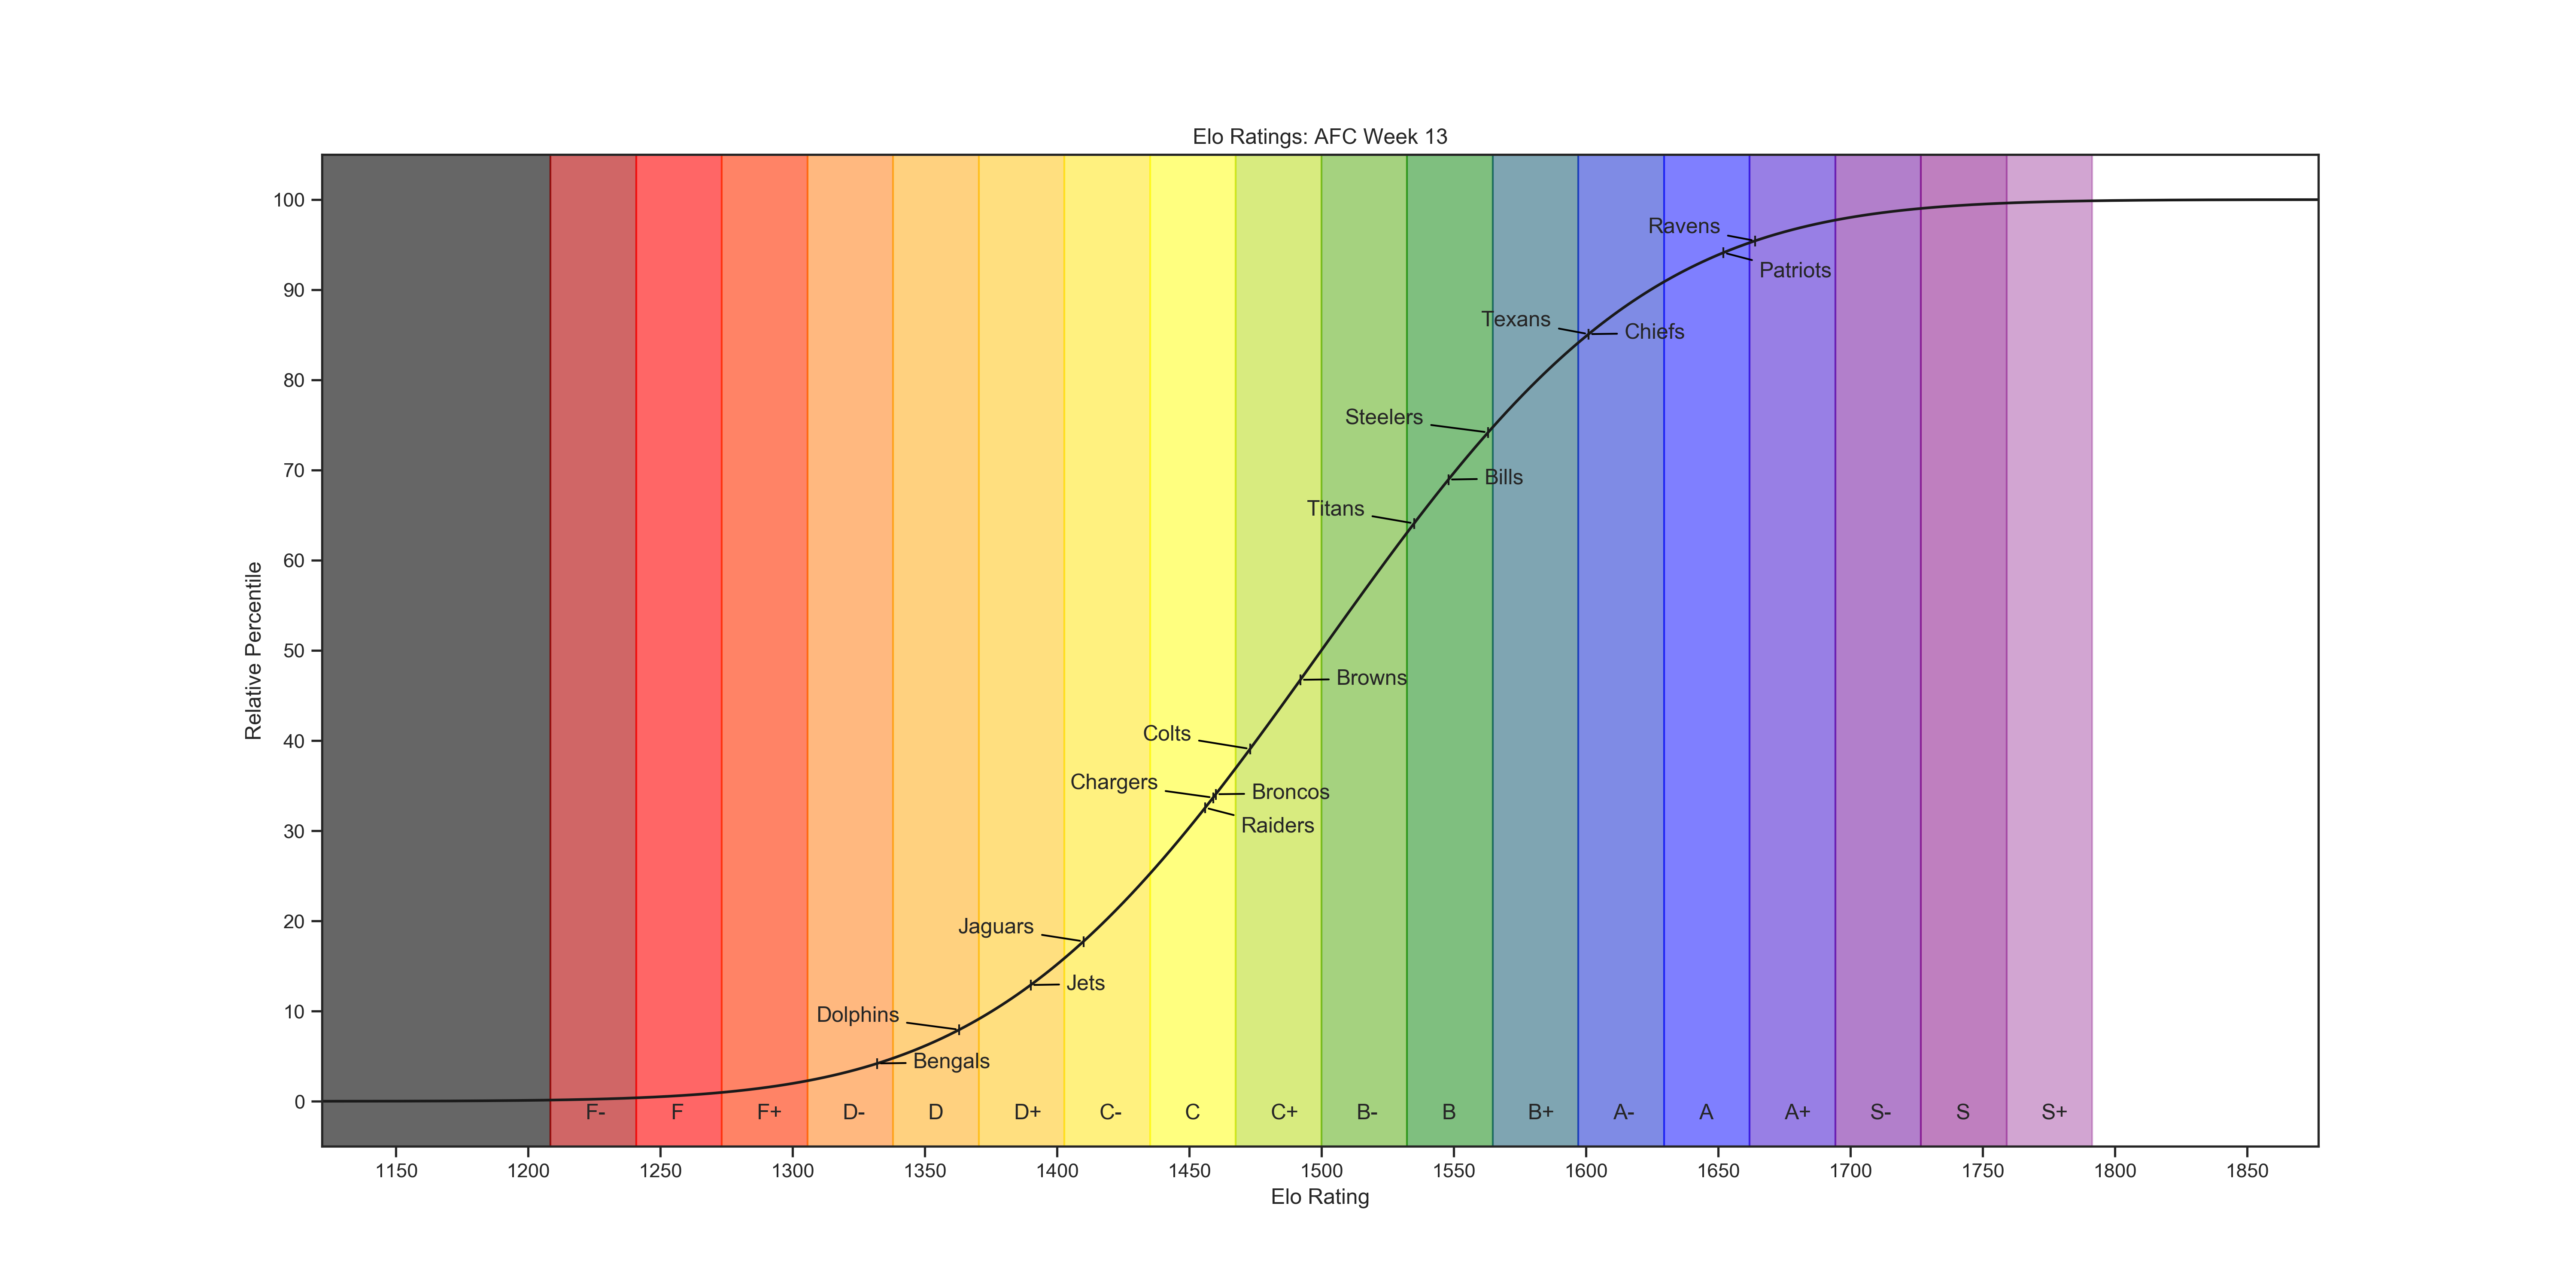 Elo Ratings: AFC Week 13
100
90
80
70
60
50
40
30
20
10
0
Relative Percentile
Ravens
Patriots
Texans
Chiefs
Steelers
Bills
Titans
Browns
Colts
Chargers
Broncos
Raiders
Jaguars
Jets
Dolphins
Bengals
F- F F+ D- D D+ C- C C+ B- B B+ A- A A+ S- S S+
1150 1200 1250 1300 1350 1400 1450 1500 1550 1600 1650 1700 1750 1800 1850
Elo Rating